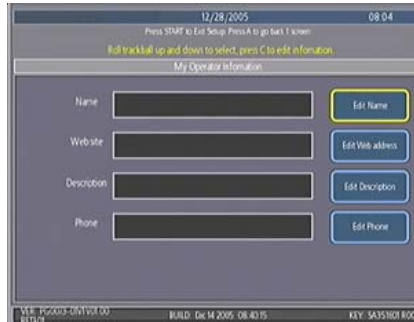 12/28/2005 08:04
Press START to Exit Setup. Press A to go back 1 screen
Roll trackball up and down to select, press C to edit infomation
My Operator Infomation
Name Edit Name
Website Edit Web address
Description Edit Description
Phone Edit Phone
BUILD Dec 14 2005 08:40:15